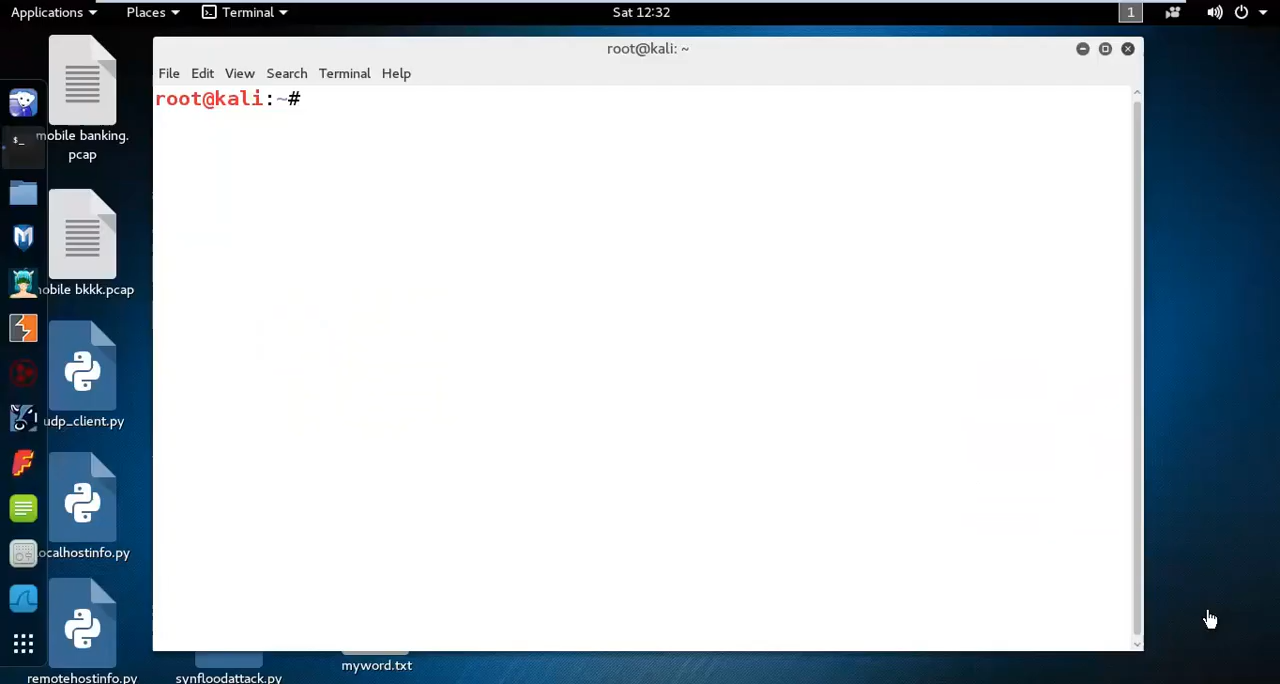 Applications Places Terminal Sat 12:32 1
root@kali: ~
File Edit View Search Terminal Help
root@kali:~#
$_
mobile banking.
pcap
obile bkkk.pcap
udp_client.py
ocalhostinfo.py
remotehostinfo.py
synfloodattack.py
myword.txt